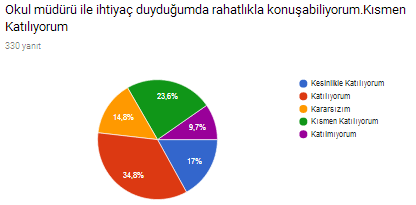 Okul müdürü ile ihtiyaç duyduğumda rahatlıkla konuşabiliyorum.Kısmen
Katılıyorum
330 yanıt
23,6%
14,8%
9,7%
17%
34,8%
Kesinlikle Katılıyorum
Katılıyorum
Kararsızim
Kısmen Katılıyorum
Katılmıyorum